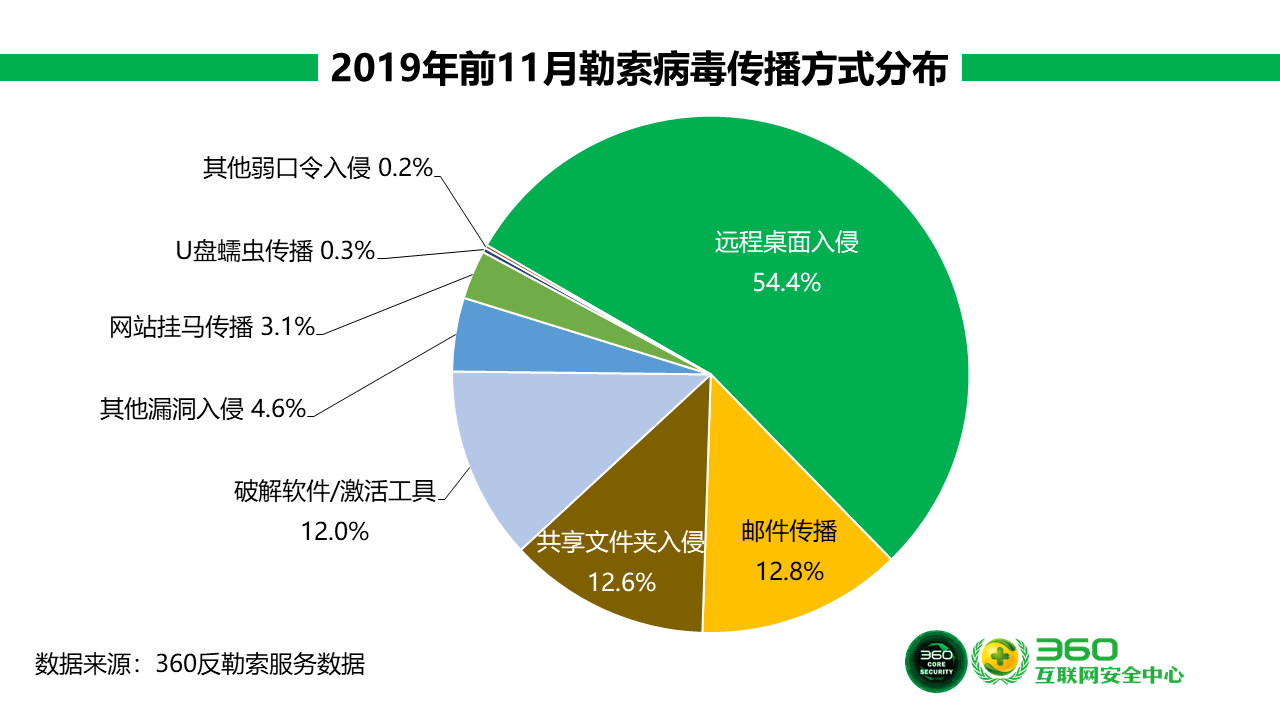 2019年前11月勒索病毒传播方式分布
其他弱口令入侵 0.2%
U盘蠕虫传播 0.3%
网站挂马传播 3.1%
其他漏洞入侵 4.6%
破解软件/激活工具
12.0%
远程桌面入侵
54.4%
共享文件夹入侵
12.6%
邮件传播
12.8%
数据来源：360反勒索服务数据
360
CORE
SECURITY
360
互联网安全中心